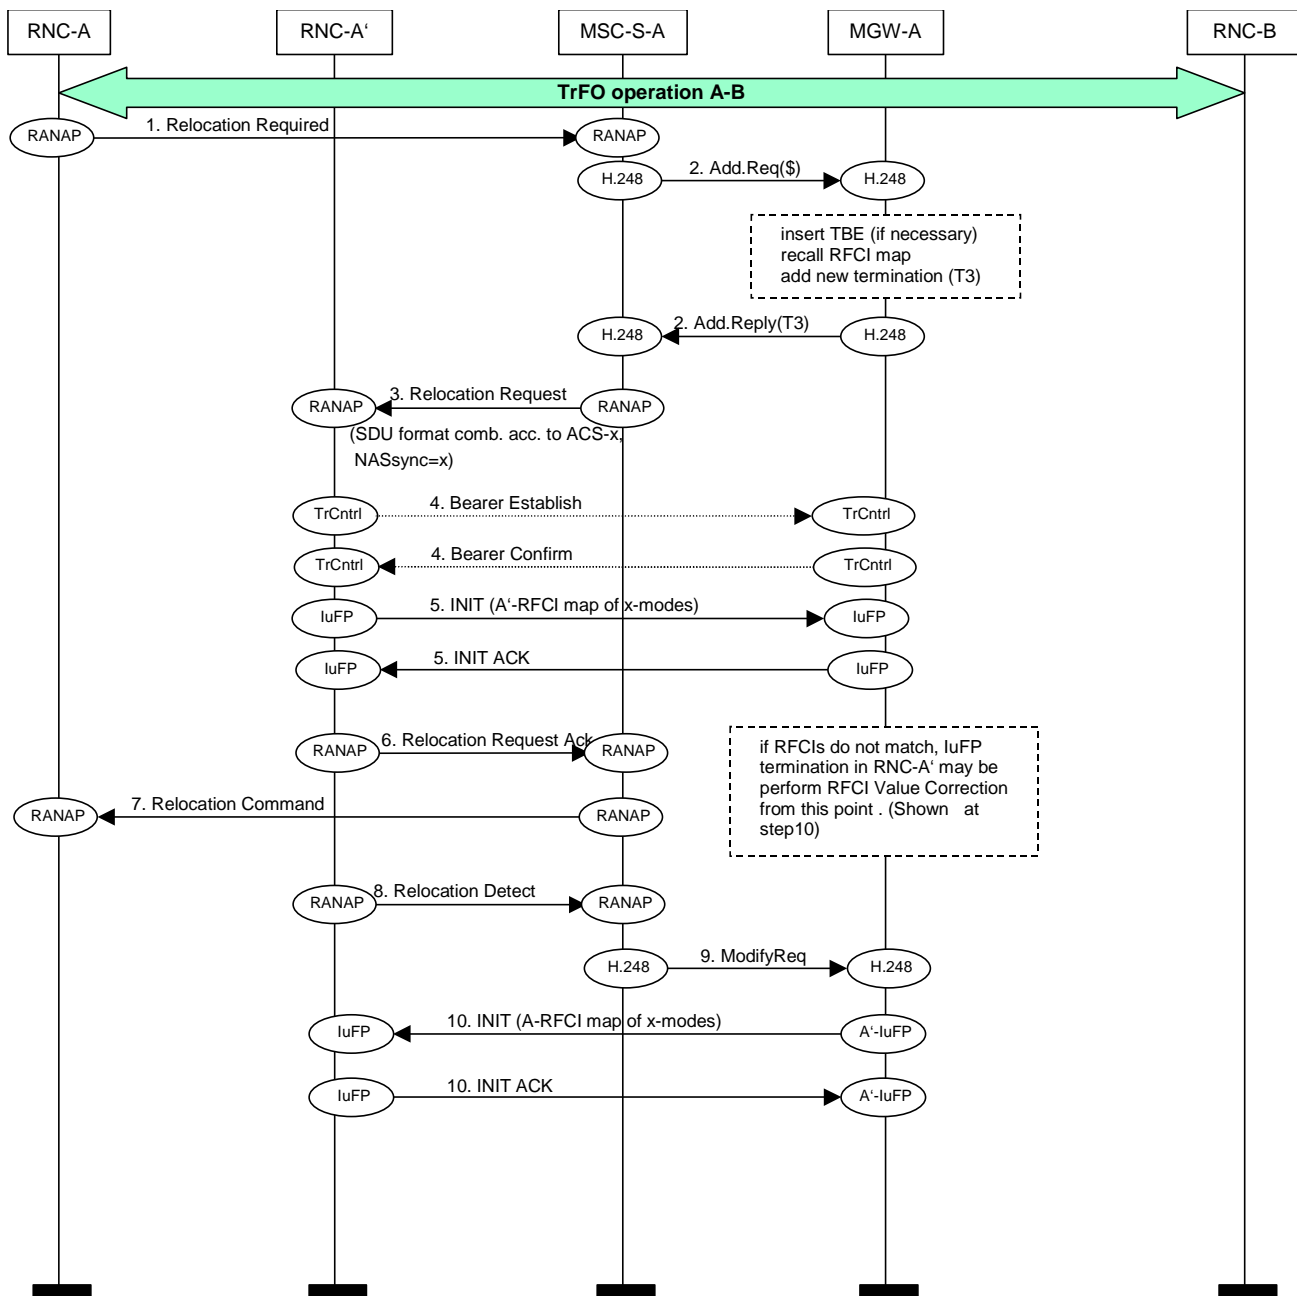 RNC-A
RNC-A‘
MSC-S-A
MGW-A
RNC-B
TrFO operation A-B
RANAP
1. Relocation Required
RANAP
H.248
2. Add.Req($)
H.248
insert TBE (if necessary)
recall RFCI map
add new termination (T3)
H.248
2. Add.Reply(T3)
H.248
RANAP
3. Relocation Request
RANAP
(SDU format comb. acc. to ACS-x,
NASsync=x)
TrCntrl
4. Bearer Establish
TrCntrl
TrCntrl
4. Bearer Confirm
TrCntrl
IuFP
5. INIT (A‘-RFCI map of x-modes)
IuFP
IuFP
5. INIT ACK
IuFP
RANAP
6. Relocation Request Ack
RANAP
if RFCIs do not match, IuFP
termination in RNC-A‘ may be
perform RFCI Value Correction
from this point . (Shown at
step10)
RANAP
7. Relocation Command
RANAP
RANAP
8. Relocation Detect
RANAP
H.248
9. ModifyReq
H.248
IuFP
10. INIT (A-RFCI map of x-modes)
A‘-IuFP
IuFP
10. INIT ACK
A‘-IuFP